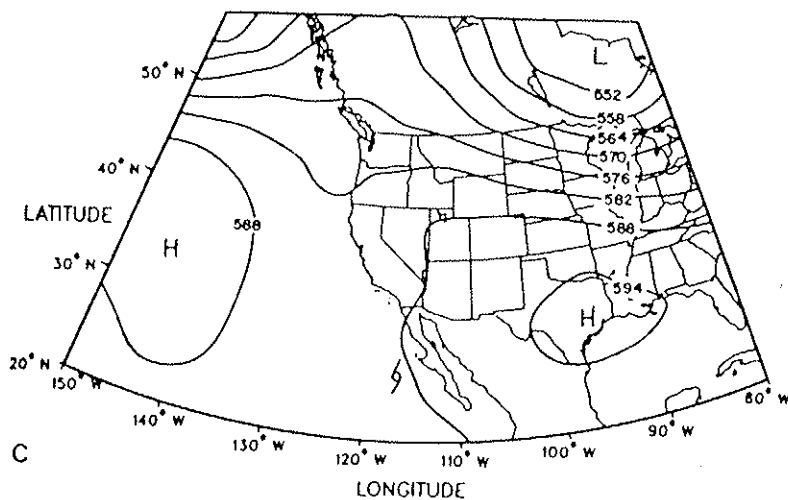 50° N
L
552
558
564
570
40° N
576
582
LATITUDE
588
588
H
30° N
594
H
20° N
150° W
80° W
140° W
90° W
130° W
100° W
120° W
110° W
C
LONGITUDE